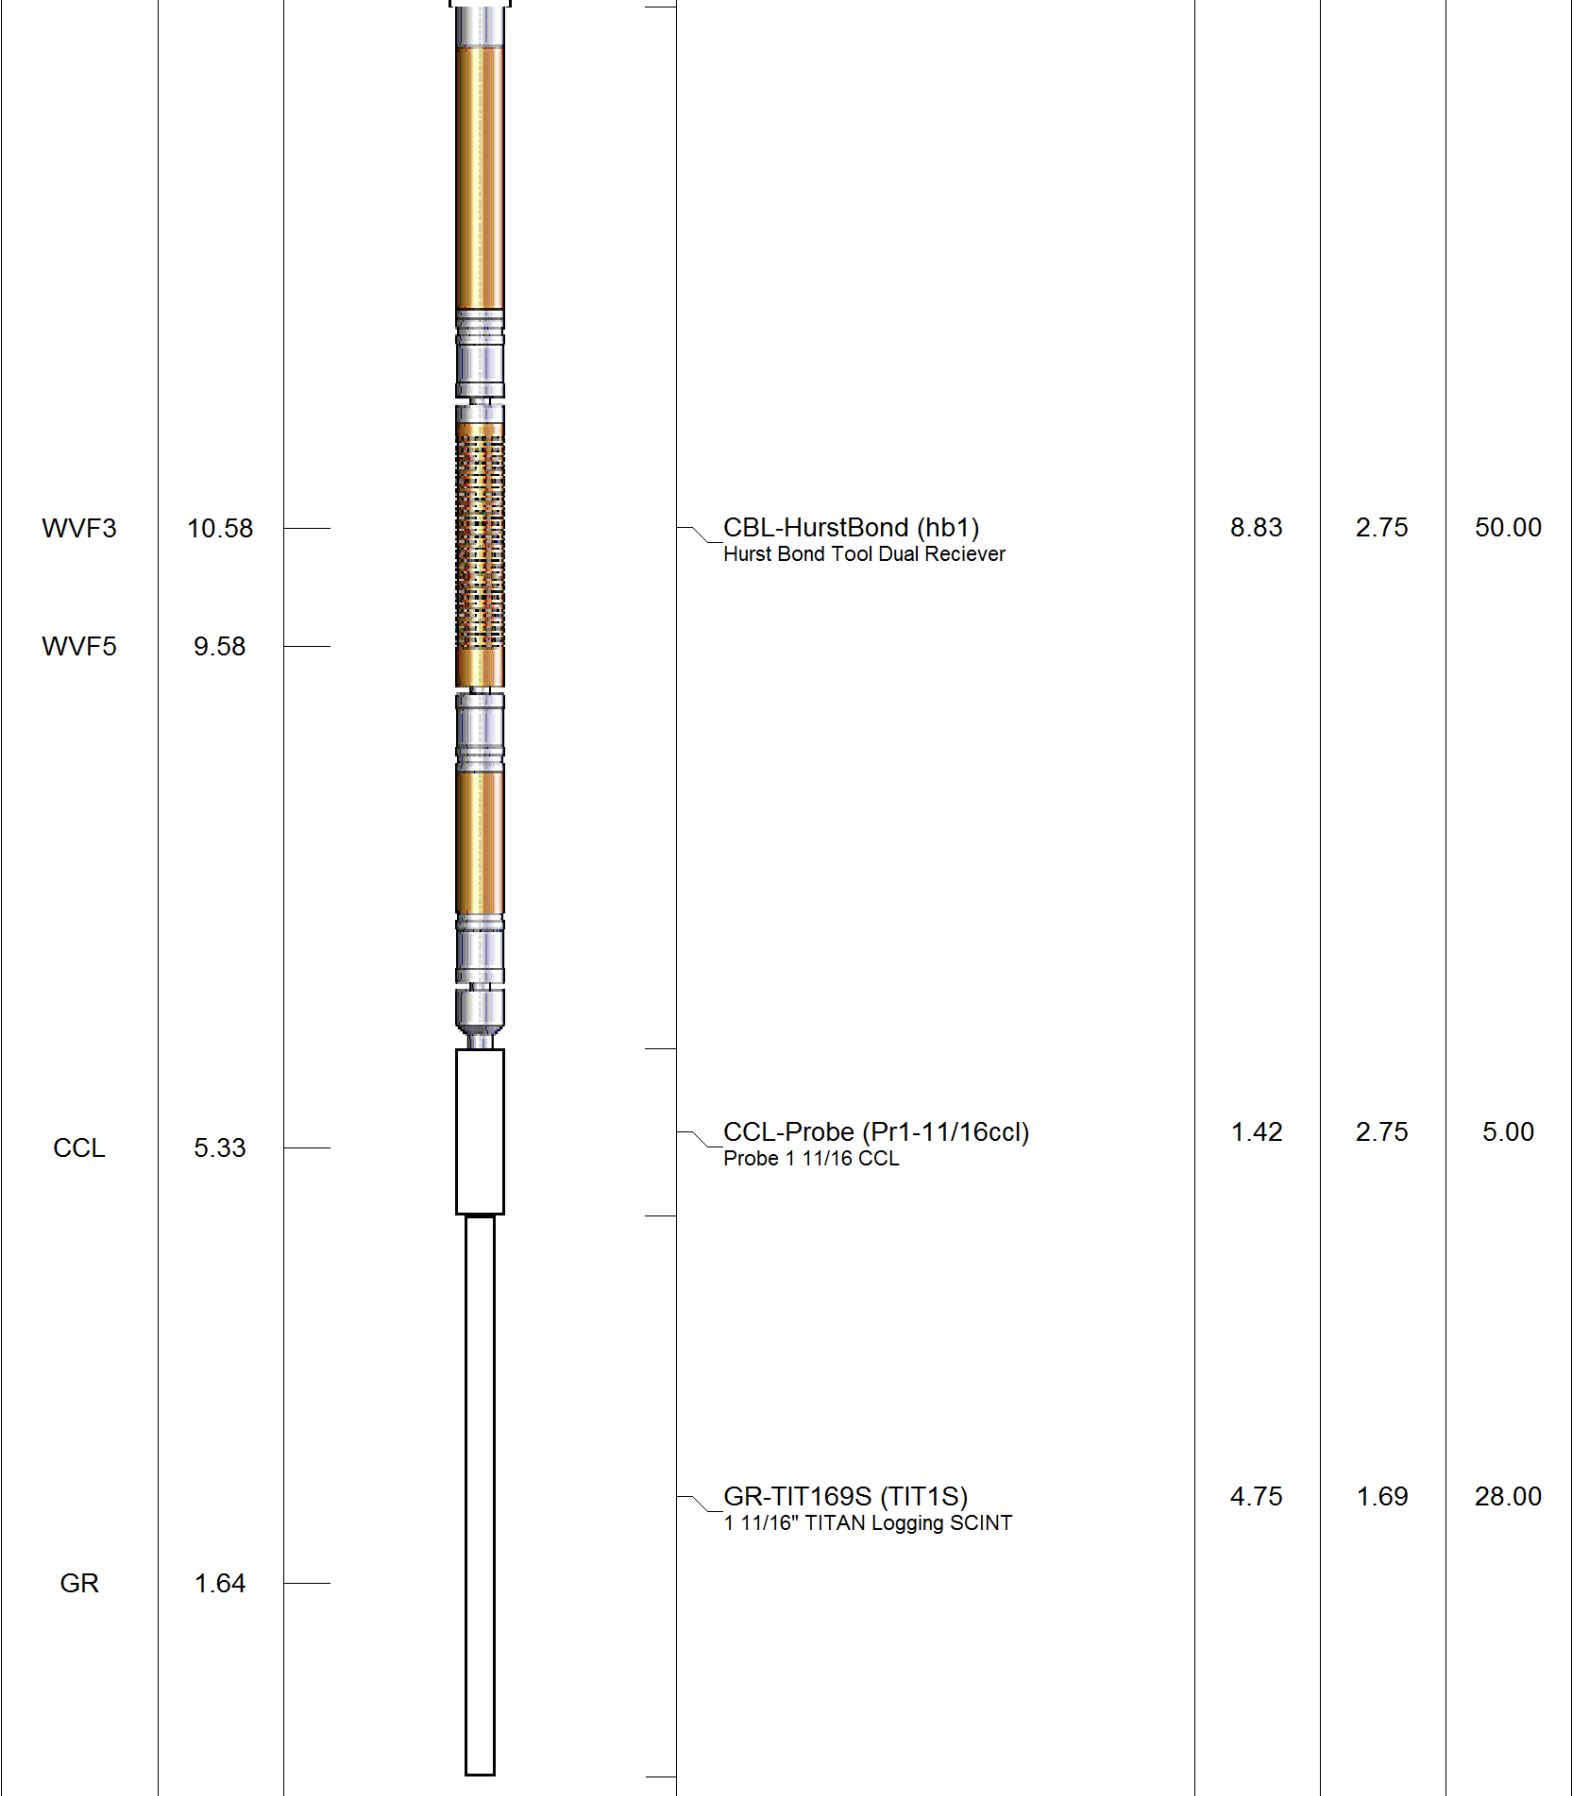 WVF3 10.58 CBL-HurstBond (hb1) 8.83 2.75 50.00
Hurst Bond Tool Dual Reciever
WVF5 9.58
CCL 5.33 CCL-Probe (Pr1-11/16ccl) 1.42 2.75 5.00
Probe 1 11/16 CCL
GR-TIT169S (TIT1S) 4.75 1.69 28.00
1 11/16" TITAN Logging SCINT
GR 1.64